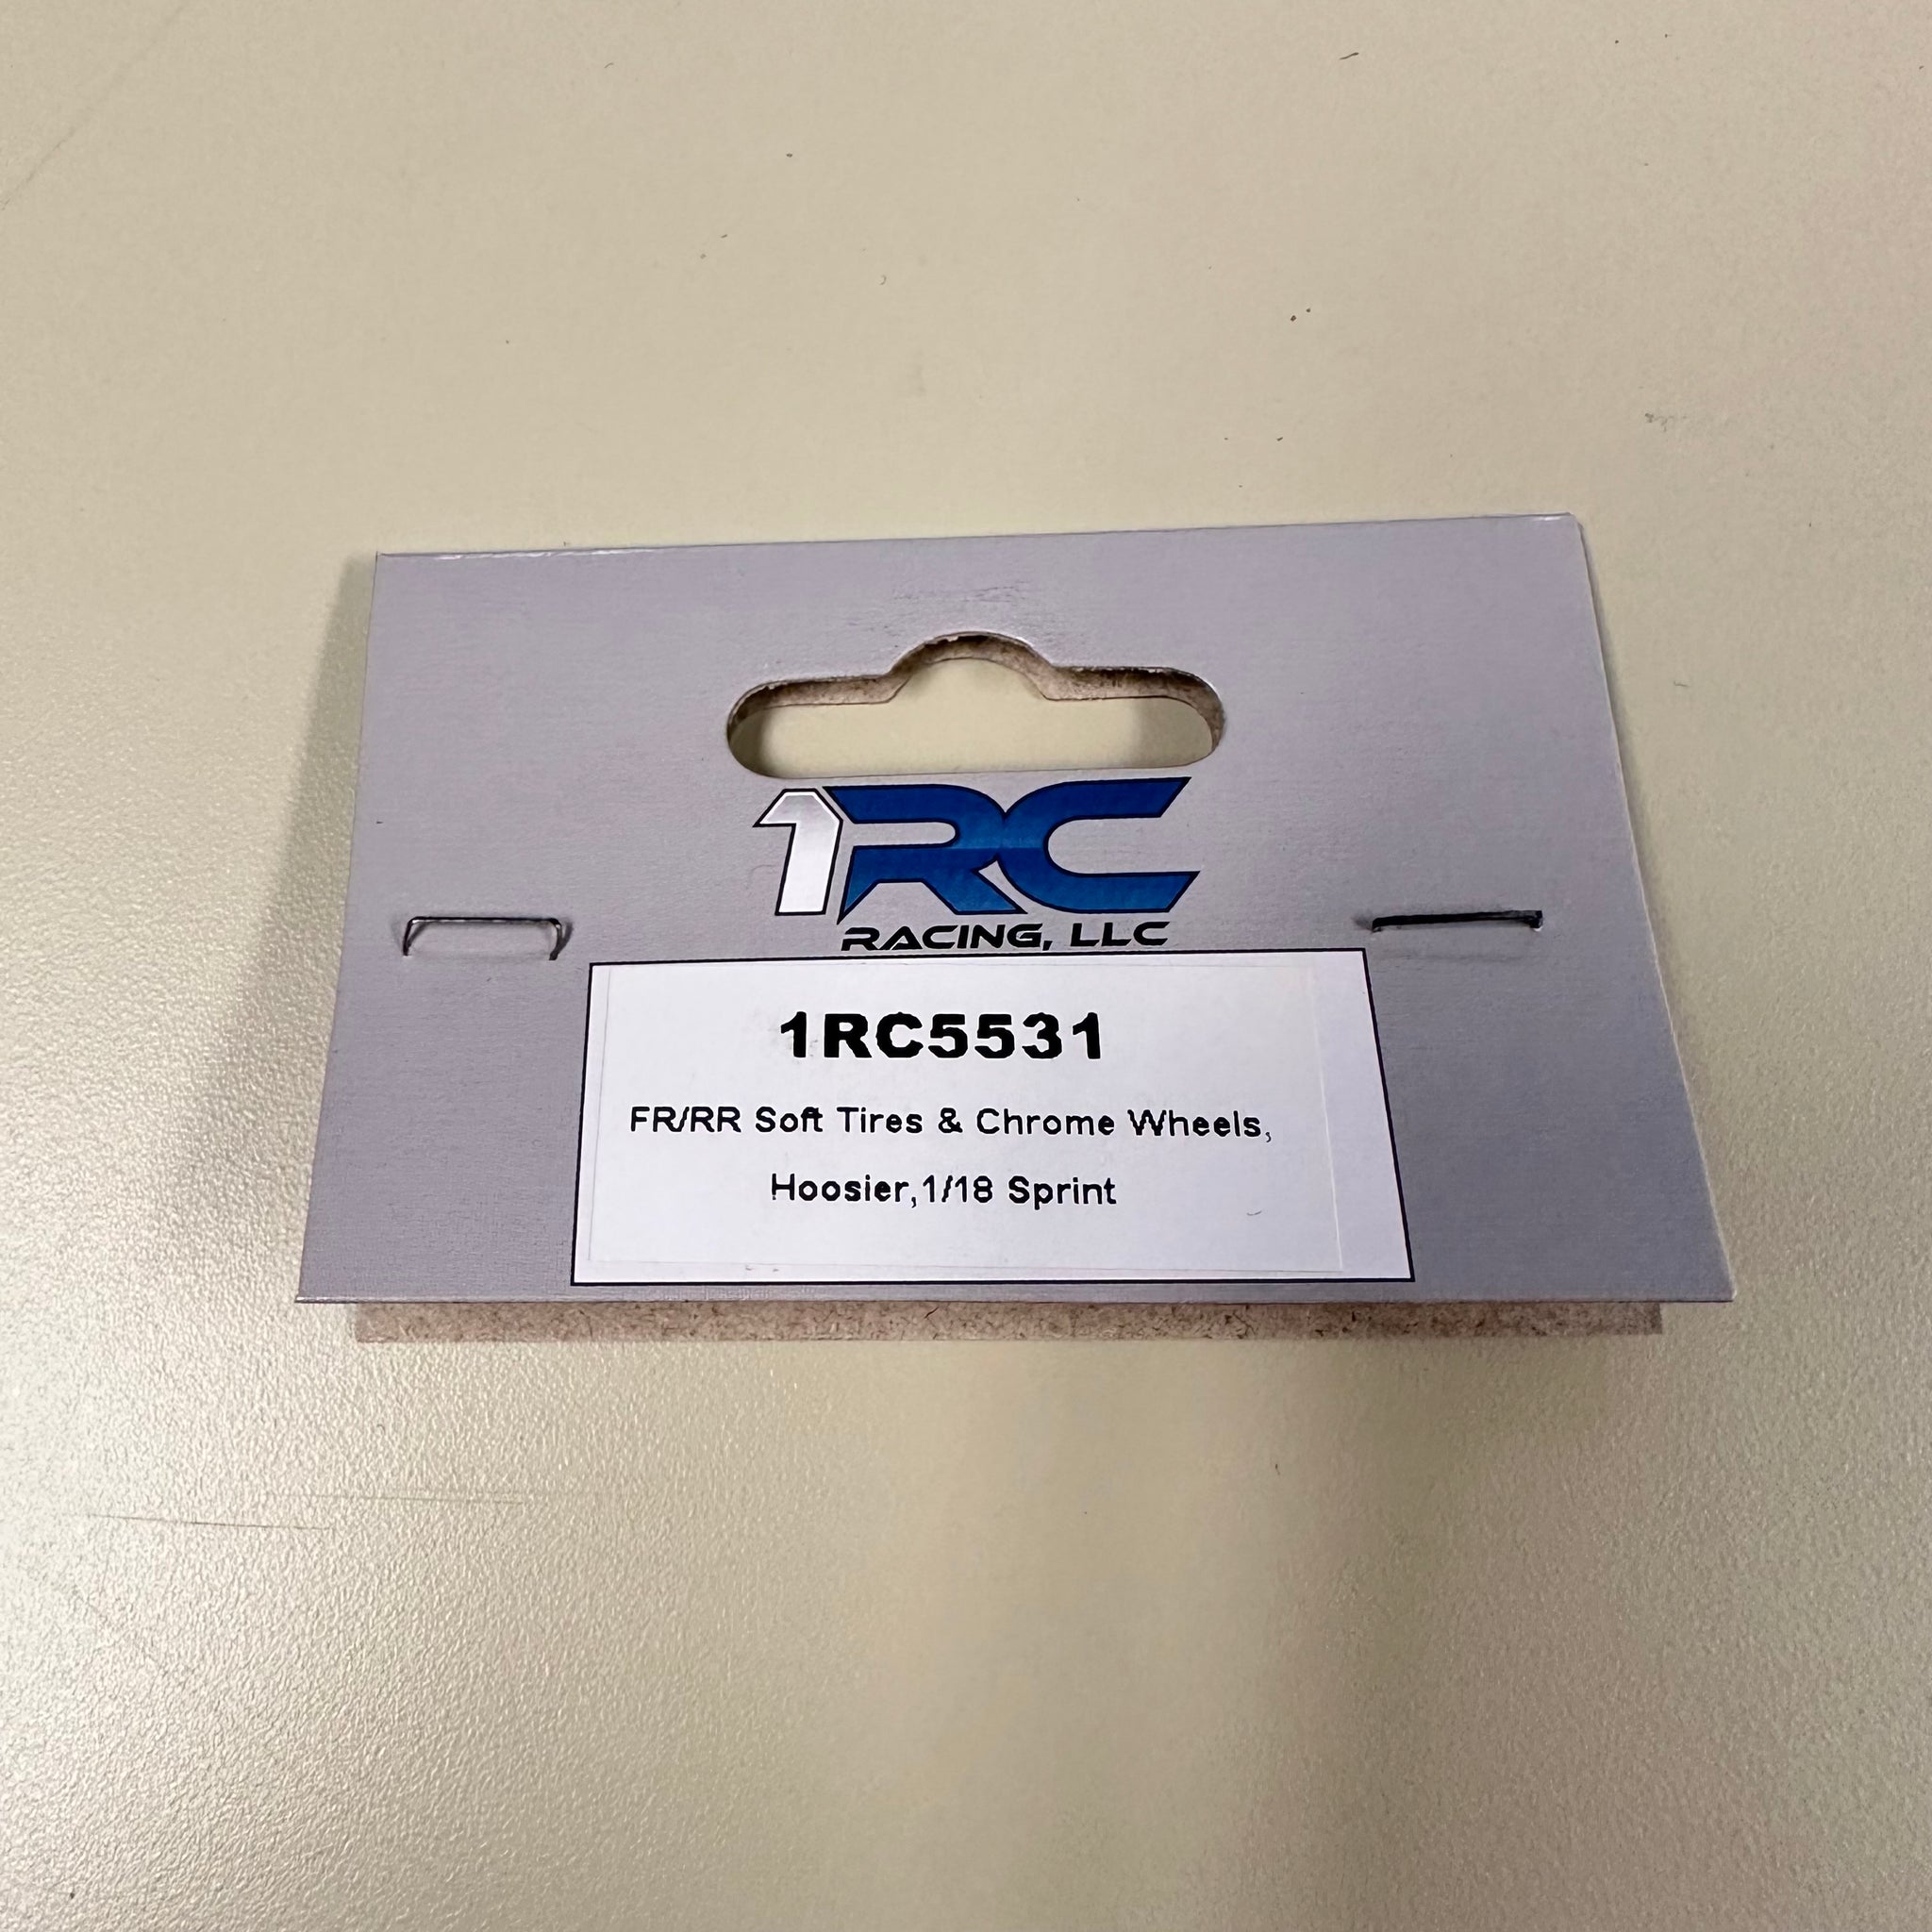 1RC
RACING, LLC
1RC5531
FR/RR Soft Tires & Chrome Wheels,
Hoosier,1/18 Sprint